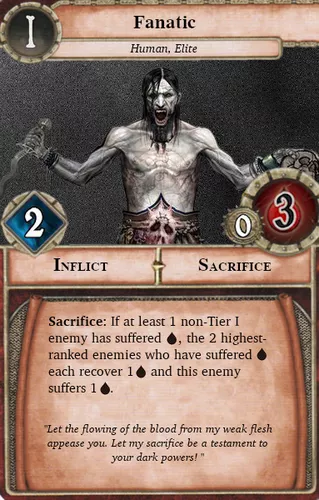 I
Fanatic
Human, Elite
2
0
3
Inflict
Sacrifice
Sacrifice: If at least 1 non-Tier I
enemy has suffered , the 2 highest-
ranked enemies who have suffered
each recover 1 and this enemy
suffers 1 .
"Let the flowing of the blood from my weak flesh
appease you. Let my sacrifice be a testament to
your dark powers! "